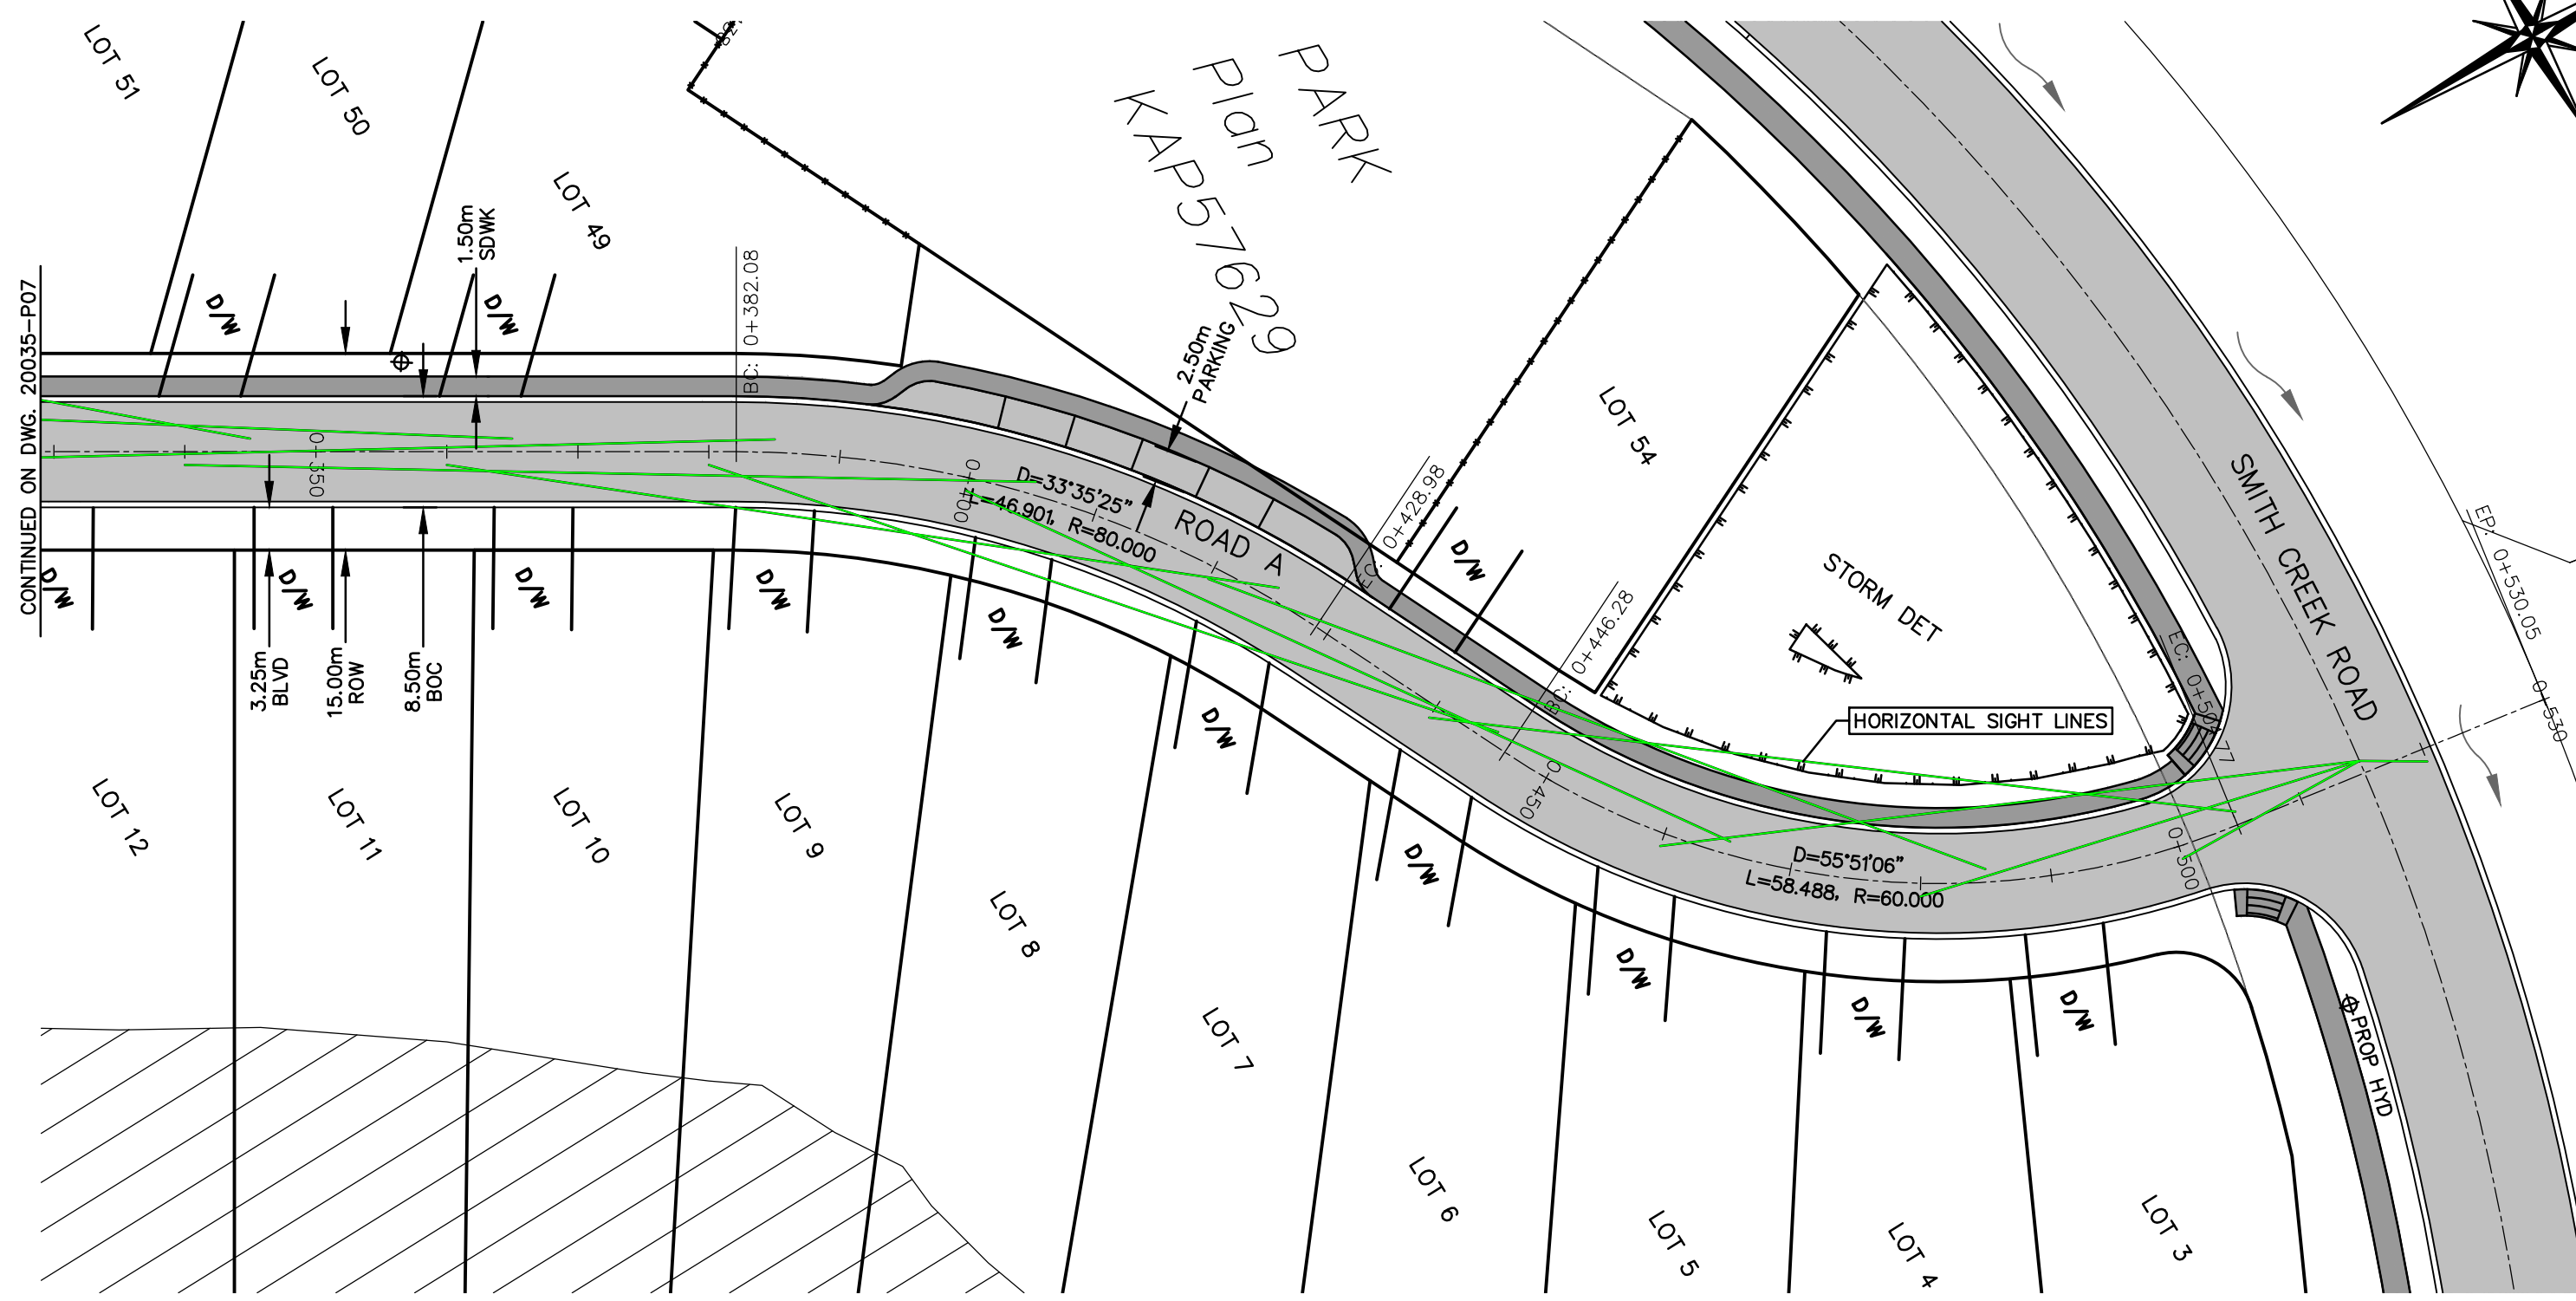 LOT 51
LOT 50
LOT 49
1.50m
SDWK
D/W
D/W
BC: 0+382.08
PARK
Plan
KAP57629
2.50m
PARKING
CONTINUED ON DWG. 20035-P07
0+350
0+400
D=33°35'25"
L=46.901, R=80.000
ROAD A
EC: 0+428.98
D/W
LOT 54
BC: 0+446.28
STORM DET
HORIZONTAL SIGHT LINES
SMITH CREEK ROAD
EP: 0+530.05
0+530
EC: 0+504.77
0+450
0+500
D=55°51'06"
L=58.488, R=60.000
D/W
D/W
D/W
D/W
D/W
D/W
D/W
D/W
D/W
D/W
3.25m
BLVD
15.00m
ROW
8.50m
BOC
PROP HYD
LOT 12
LOT 11
LOT 10
LOT 9
LOT 8
LOT 7
LOT 6
LOT 5
LOT 4
LOT 3